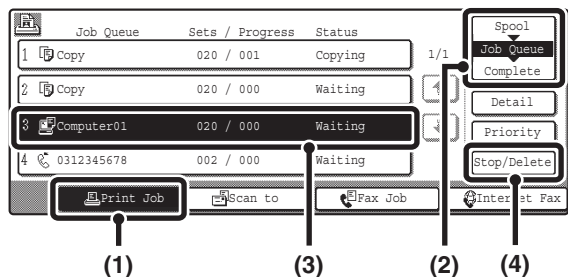 Job Queue Sets / Progress Status
1 Copy 020 / 001 Copying
2 Copy 020 / 000 Waiting
3 Computer01 020 / 000 Waiting
4 0312345678 002 / 000 Waiting
1/1
Spool
Job Queue
Complete
Detail
Priority
Stop/Delete
Print Job Scan to Fax Job Internet Fax
(1) (3) (2) (4)